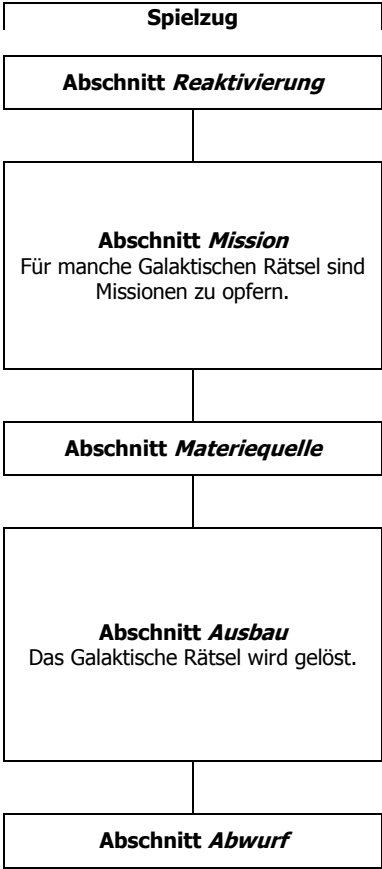 Spielzug
Abschnitt Reaktivierung
Abschnitt Mission
Für manche Galaktischen Rätsel sind
Missionen zu opfern.
Abschnitt Materiequelle
Abschnitt Ausbau
Das Galaktische Rätsel wird gelöst.
Abschnitt Abwurf